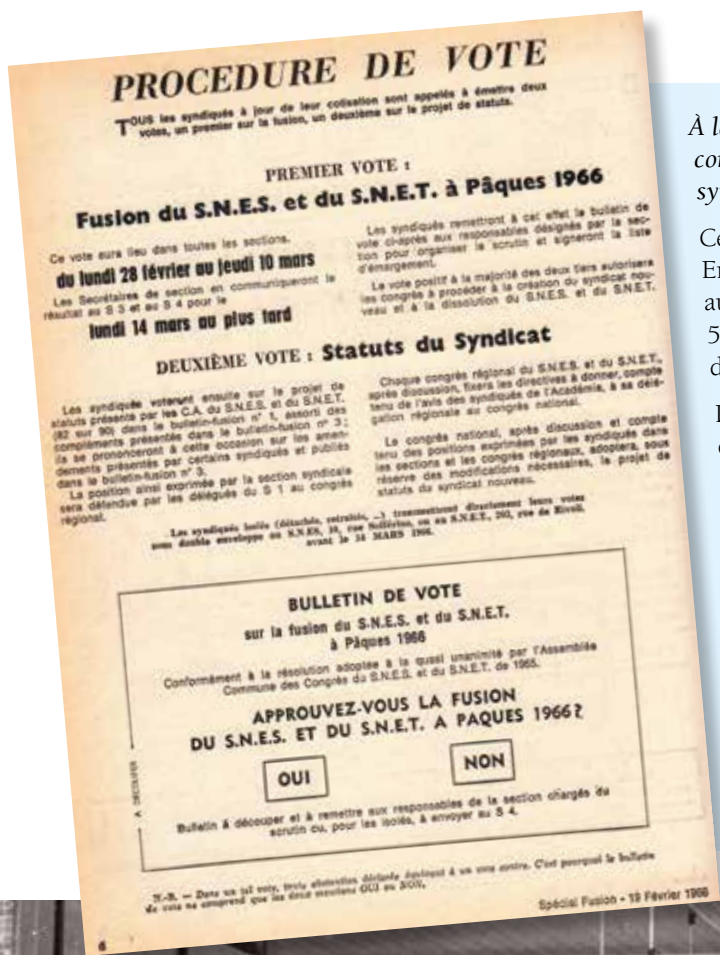 PROCEDURE DE VOTE
TOUS les syndiqués à jour de leur cotisation sont appelés à émettre deux
votes, un premier sur la fusion, un deuxième sur le projet de statuts.
PREMIER VOTE :
Fusion du S.N.E.S. et du S.N.E.T. à Pâques 1966
Ce vote aura lieu dans toutes les sections.
du lundi 28 février au jeudi 10 mars
Les Secrétaires de section en communiqueront le
résultat au S 3 et au S 4 pour le
lundi 14 mars au plus tard
Les syndiqués remettront à cet effet le bulletin de
vote ci-après aux responsables désignés par la sec-
tion pour organiser le scrutin et signeront la liste
d'émargement.
Le vote positif à la majorité des deux tiers autorisera
les congrès à procéder à la création du syndicat nou-
veau et à la dissolution du S.N.E.S. et du S.N.E.T.
DEUXIÈME VOTE : Statuts du Syndicat
Les syndiqués voteront ensuite sur le projet de
statuts présenté par les C.A. du S.N.E.S. et du S.N.E.T.
(82 sur 90) dans le bulletin-fusion n° 1, assorti des
compléments présentés dans le bulletin-fusion n° 3 ;
ils se prononceront à cette occasion sur les amen-
dements présentés par certains syndiqués et publiés
dans le bulletin-fusion n° 3.
La position ainsi exprimée par la section syndicale
sera défendue par les délégués du S 1 au congrès
régional.
Chaque congrès régional du S.N.E.S. et du S.N.E.T.,
après discussion, fixera les directives à donner, compte
tenu de l'avis des syndiqués de l'Académie, à sa délé-
gation régionale au congrès national.
Le congrès national, après discussion et compte
tenu des positions exprimées par les syndiqués dans
les sections et les congrès régionaux, adoptera, sous
réserve des modifications nécessaires, le projet de
statuts du syndicat nouveau.
Les syndiqués isolés (détachés, retraités, ...) transmettront directement leurs votes
sous double enveloppe au S.N.E.S., rue Solférino, ou au S.N.E.T., rue de Rivoli,
avant le 14 MARS 1966.
BULLETIN DE VOTE
sur la fusion du S.N.E.S. et du S.N.E.T.
à Pâques 1966
Conformément à la résolution adoptée à la quasi unanimité par l'Assemblée
Commune des Congrès du S.N.E.S. et du S.N.E.T. de 1965.
APPROUVEZ-VOUS LA FUSION
DU S.N.E.S. ET DU S.N.E.T. A PAQUES 1966 ?
OUI
NON
A DECOUPER
Bulletin à découper et à remettre aux responsables de la section chargés du
scrutin ou, pour les isolés, à envoyer au S 4.
N.-B. — Dans un tel vote, toute abstention déclarée équivaut à un vote contre. C'est pourquoi le bulletin
de vote ne comprend que les deux mentions OUI ou NON.
6
Spécial Fusion - 19 Février 1966
À l
co
sy
C
E
a
5
d